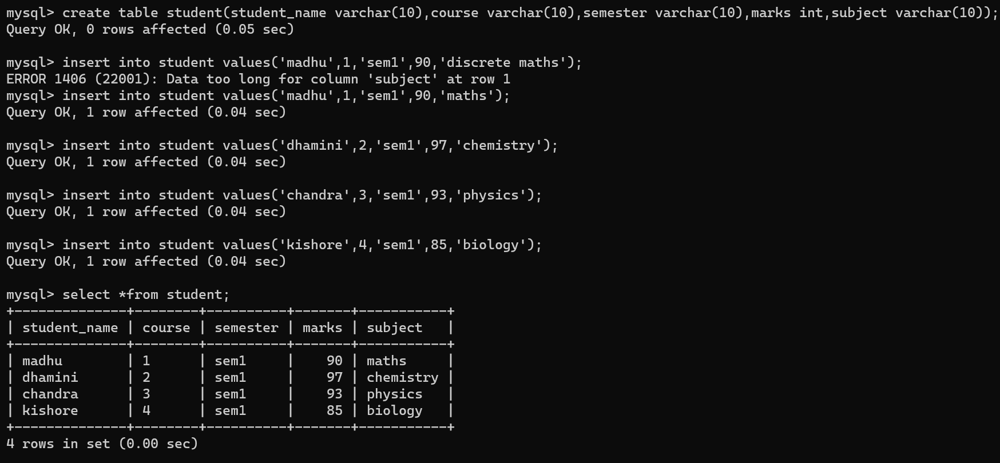 mysql> create table student(student_name varchar(10),course varchar(10),semester varchar(10),marks int,subject varchar(10));
Query OK, 0 rows affected (0.05 sec)

mysql> insert into student values('madhu',1,'sem1',90,'discrete maths');
ERROR 1406 (22001): Data too long for column 'subject' at row 1
mysql> insert into student values('madhu',1,'sem1',90,'maths');
Query OK, 1 row affected (0.04 sec)

mysql> insert into student values('dhamini',2,'sem1',97,'chemistry');
Query OK, 1 row affected (0.04 sec)

mysql> insert into student values('chandra',3,'sem1',93,'physics');
Query OK, 1 row affected (0.04 sec)

mysql> insert into student values('kishore',4,'sem1',85,'biology');
Query OK, 1 row affected (0.04 sec)

mysql> select *from student;
+--------------+--------+----------+-------+-----------+
| student_name | course | semester | marks | subject   |
+--------------+--------+----------+-------+-----------+
| madhu        | 1      | sem1     |    90 | maths     |
| dhamini      | 2      | sem1     |    97 | chemistry |
| chandra      | 3      | sem1     |    93 | physics   |
| kishore      | 4      | sem1     |    85 | biology   |
+--------------+--------+----------+-------+-----------+
4 rows in set (0.00 sec)